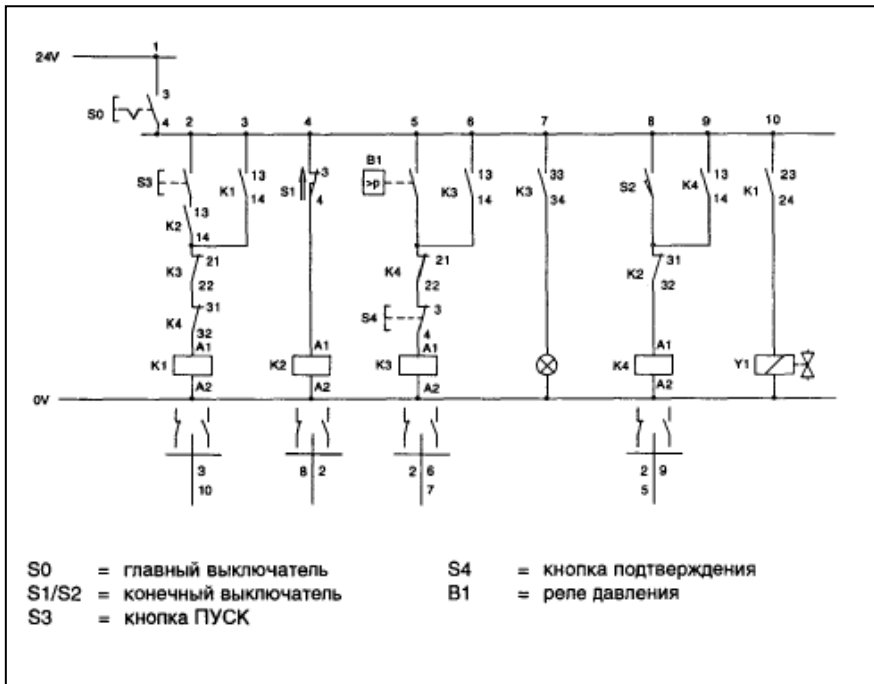 1
24V
3
S0
4
2 3 4 5 6 7 8 9 10
B1
>p
S3
K1
13
14
S1
3
4
K3
13
14
K3
33
34
S2
K4
13
14
K1
23
24
K2
13
14
K3
21
22
K4
21
22
K2
31
32
K4
31
32
S4
3
4
A1 A1 A1 A1
K1 K2 K3 K4 Y1
A2 A2 A2 A2
0V
3 8 2 2 6 2 9
10 7 5
S0 = главный выключатель
S1/S2 = конечный выключатель
S3 = кнопка ПУСК
S4 = кнопка подтверждения
B1 = реле давления